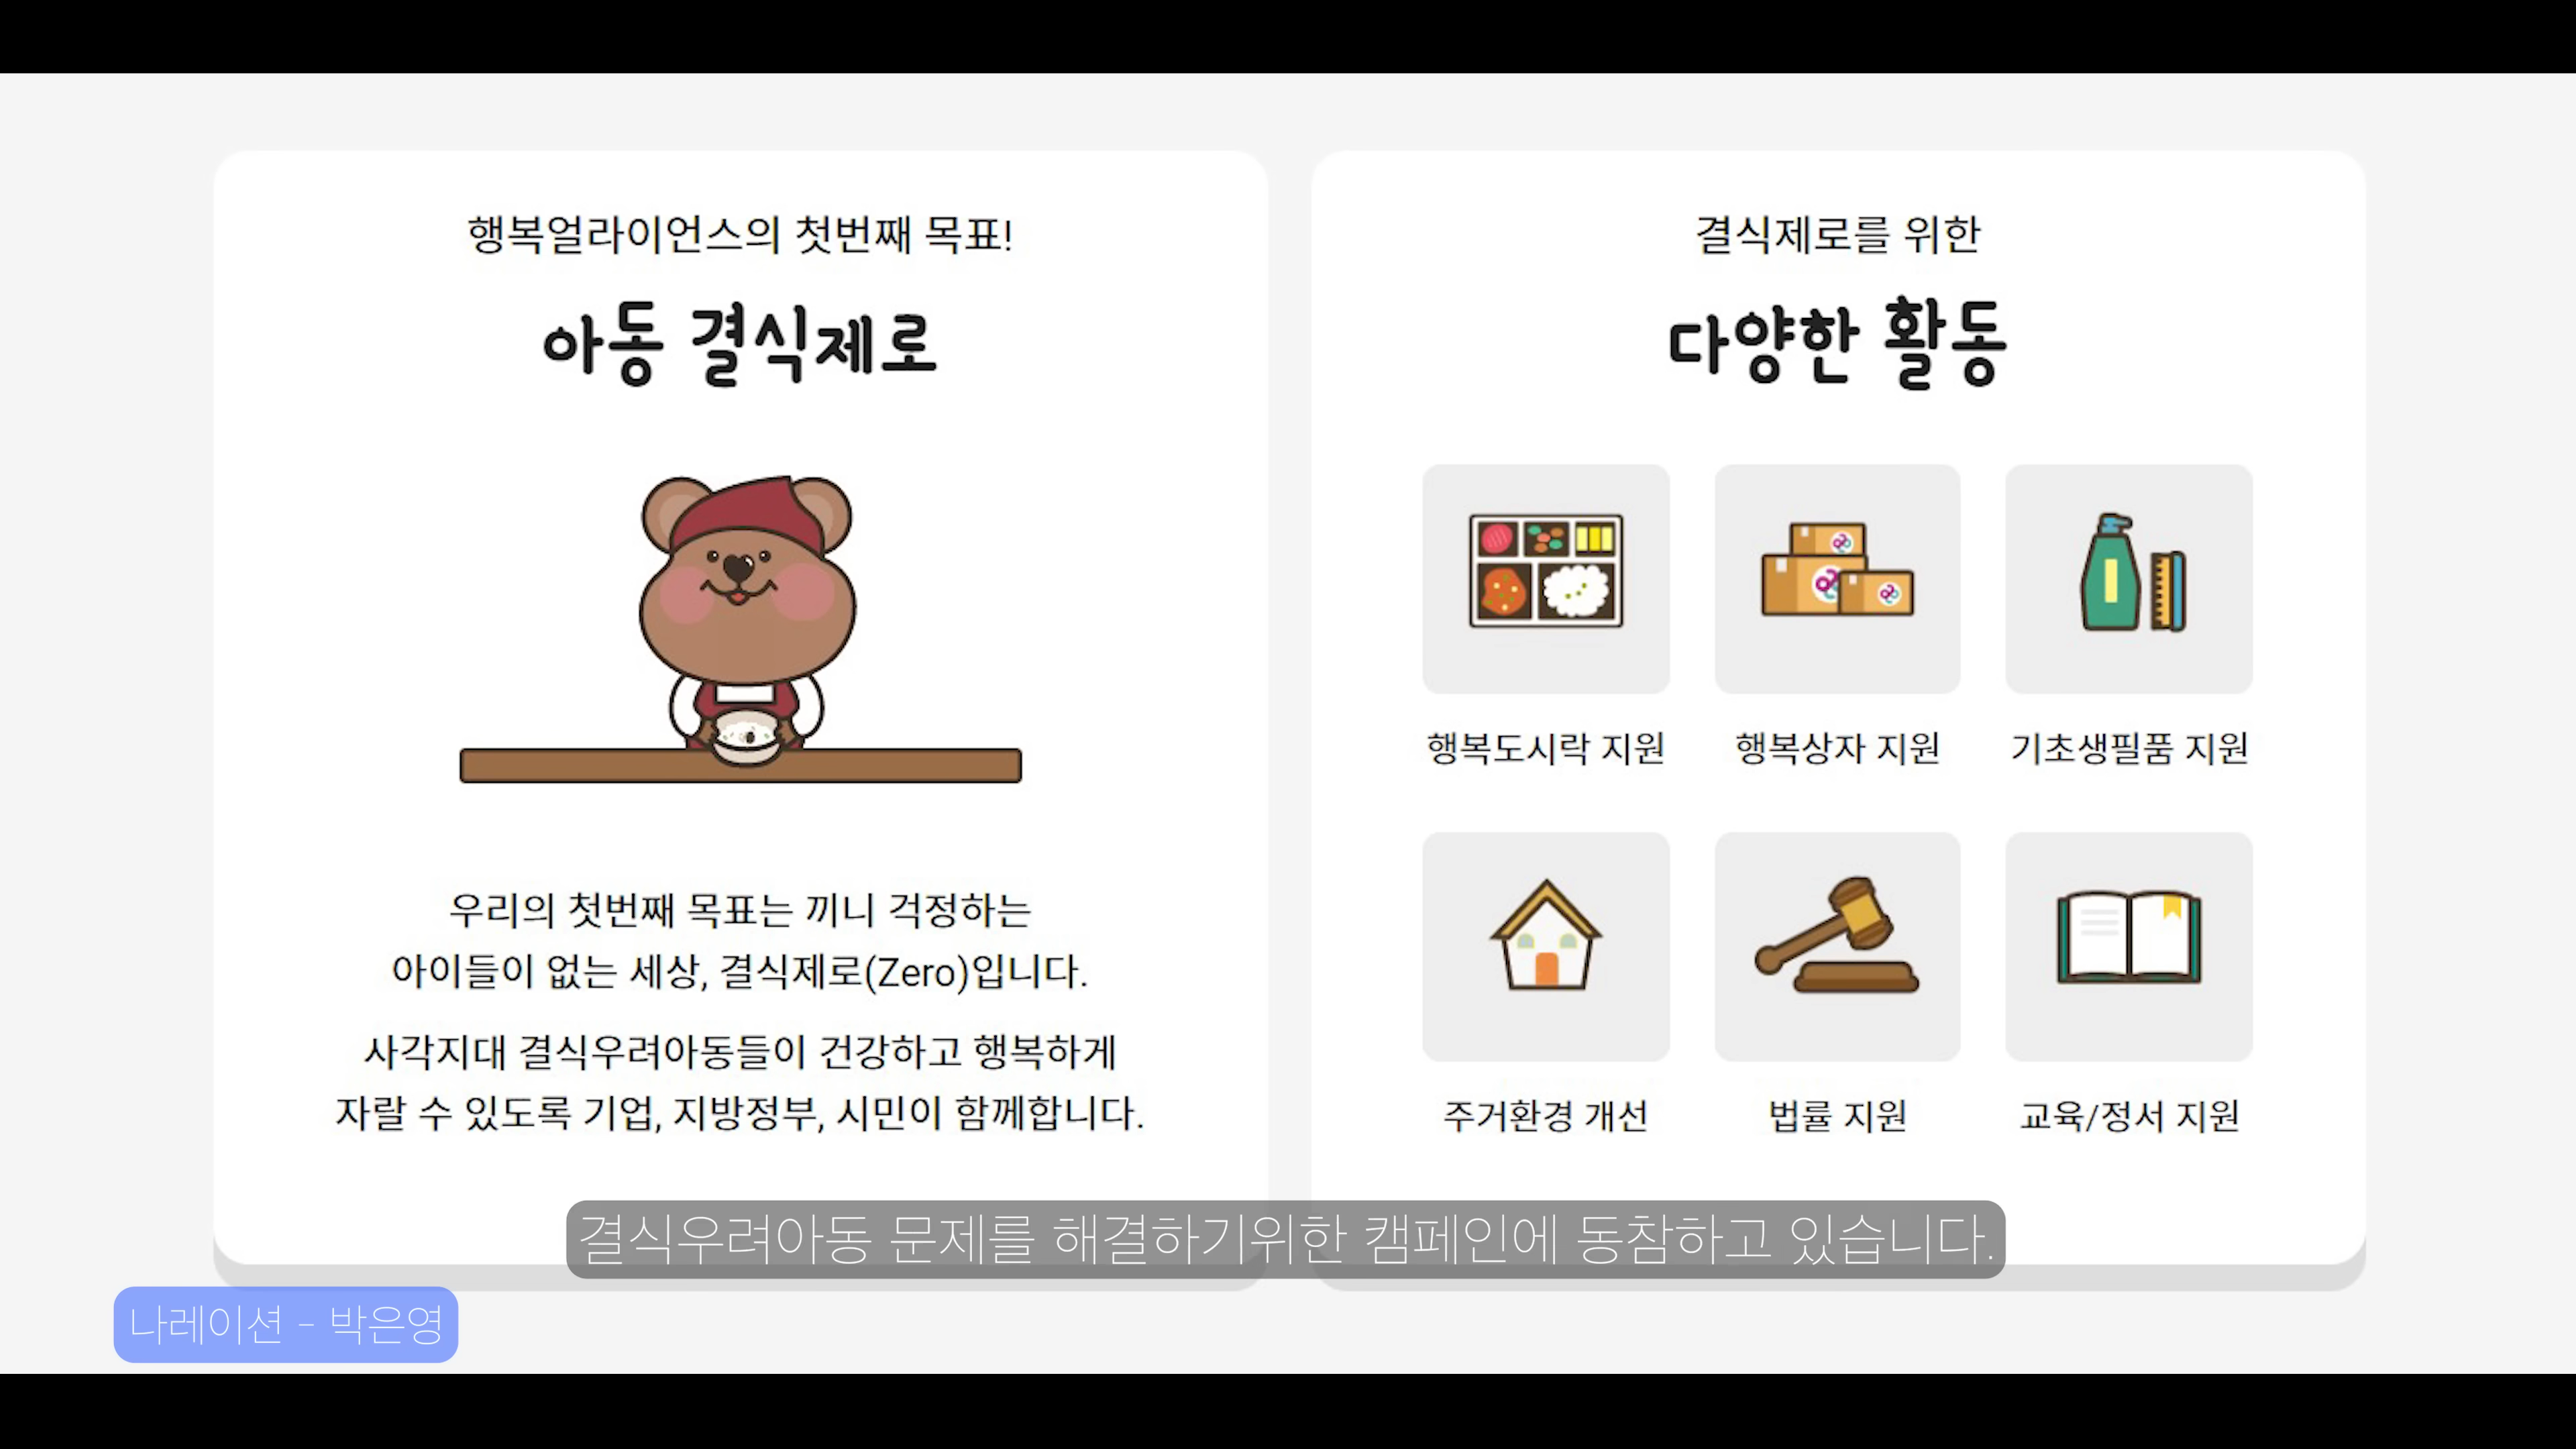 행복얼라이언스의 첫번째 목표!
아동 결식제로
우리의 첫번째 목표는 끼니 걱정하는
아이들이 없는 세상, 결식제로(Zero)입니다.
사각지대 결식우려아동들이 건강하고 행복하게
자랄 수 있도록 기업, 지방정부, 시민이 함께합니다.
결식제로를 위한
다양한 활동
행복도시락 지원
행복상자 지원
기초생필품 지원
주거환경 개선
법률 지원
교육/정서 지원
결식우려아동 문제를 해결하기위한 캠페인에 동참하고 있습니다.
나레이션 - 박은영